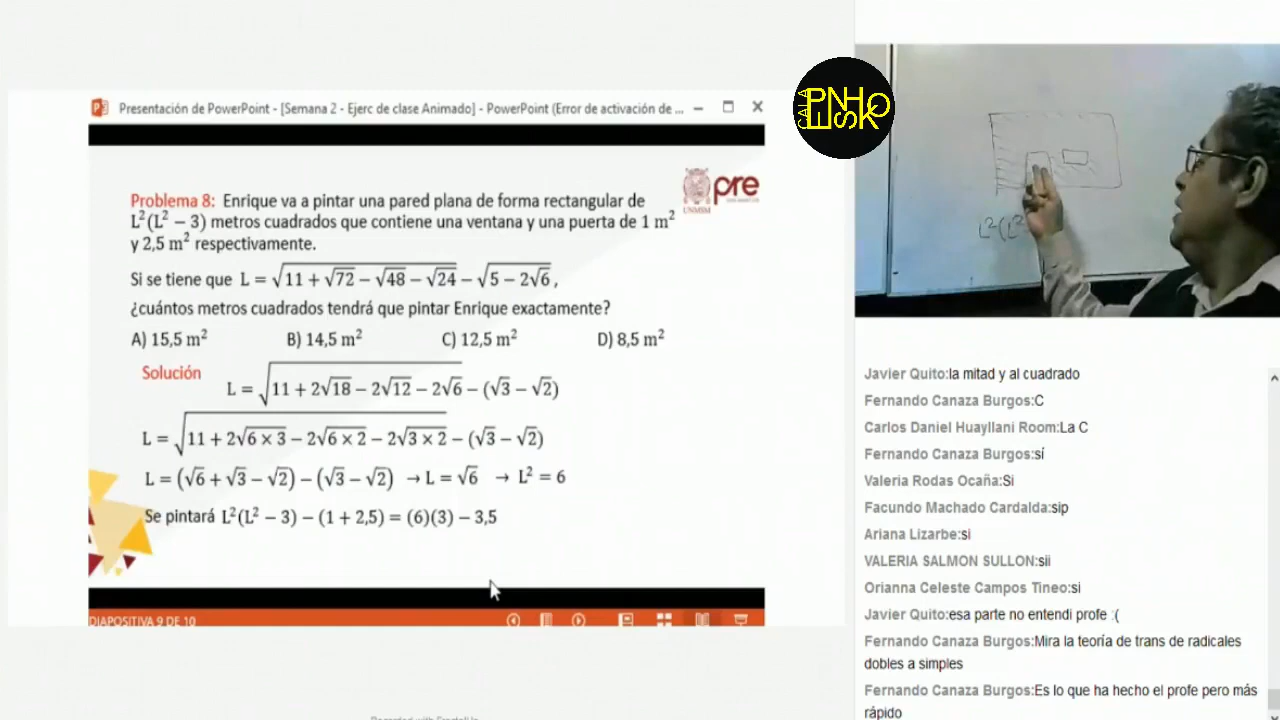 Presentación de PowerPoint - [Semana 2 - Ejerc de clase Animado] - PowerPoint (Error de activación de ...
CALA
PENHOSKO
pre
UNMSM
Problema 8: Enrique va a pintar una pared plana de forma rectangular de
L²(L² − 3) metros cuadrados que contiene una ventana y una puerta de 1 m²
y 2,5 m² respectivamente.
Si se tiene que L = √(11 + √72 − √48 − √24) − √(5 − 2√6) ,
¿cuántos metros cuadrados tendrá que pintar Enrique exactamente?
A) 15,5 m² B) 14,5 m² C) 12,5 m² D) 8,5 m²
Solución
L = √(11 + 2√18 − 2√12 − 2√6) − (√3 − √2)
L = √(11 + 2√(6 × 3) − 2√(6 × 2) − 2√(3 × 2)) − (√3 − √2)
L = (√6 + √3 − √2) − (√3 − √2) → L = √6 → L² = 6
Se pintará L²(L² − 3) − (1 + 2,5) = (6)(3) − 3,5
DIAPOSITIVA 9 DE 10
L²(L²
Javier Quito:la mitad y al cuadrado
Fernando Canaza Burgos:C
Carlos Daniel Huayllani Room:La C
Fernando Canaza Burgos:sí
Valeria Rodas Ocaña:Si
Facundo Machado Cardalda:sip
Ariana Lizarbe:si
VALERIA SALMON SULLON:sii
Orianna Celeste Campos Tineo:si
Javier Quito:esa parte no entendi profe :(
Fernando Canaza Burgos:Mira la teoría de trans de radicales
dobles a simples
Fernando Canaza Burgos:Es lo que ha hecho el profe pero más
rápido